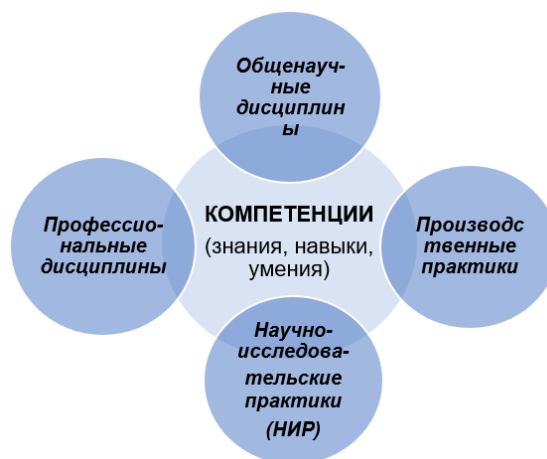 Общенауч-
ные
дисциплин
ы
Профессио-
нальные
дисциплины
КОМПЕТЕНЦИИ
(знания, навыки,
умения)
Производс
твенные
практики
Научно-
исследова-
тельские
практики
(НИР)